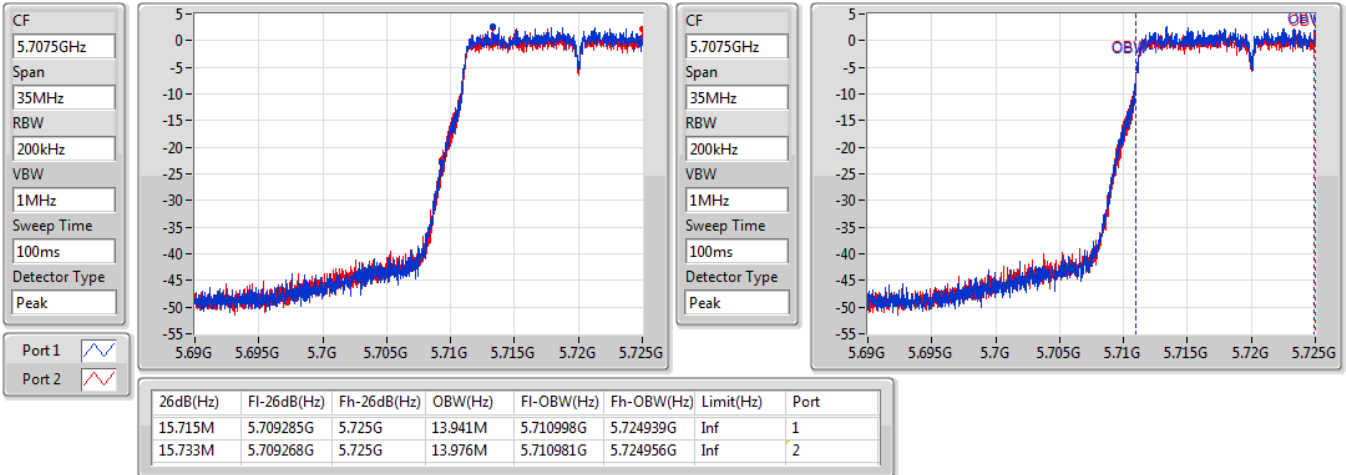 CF
5.7075GHz
Span
35MHz
RBW
200kHz
VBW
1MHz
Sweep Time
100ms
Detector Type
Peak
Port 1
Port 2
5
0
-5
-10
-15
-20
-25
-30
-35
-40
-45
-50
-55
5.69G 5.695G 5.7G 5.705G 5.71G 5.715G 5.72G 5.725G
CF
5.7075GHz
Span
35MHz
RBW
200kHz
VBW
1MHz
Sweep Time
100ms
Detector Type
Peak
5
0
-5
-10
-15
-20
-25
-30
-35
-40
-45
-50
-55
OBW
5.69G 5.695G 5.7G 5.705G 5.71G 5.715G 5.72G 5.725G
26dB(Hz) Fl-26dB(Hz) Fh-26dB(Hz) OBW(Hz) Fl-OBW(Hz) Fh-OBW(Hz) Limit(Hz) Port
15.715M 5.709285G 5.725G 13.941M 5.710998G 5.724939G Inf 1
15.733M 5.709268G 5.725G 13.976M 5.710981G 5.724956G Inf 2